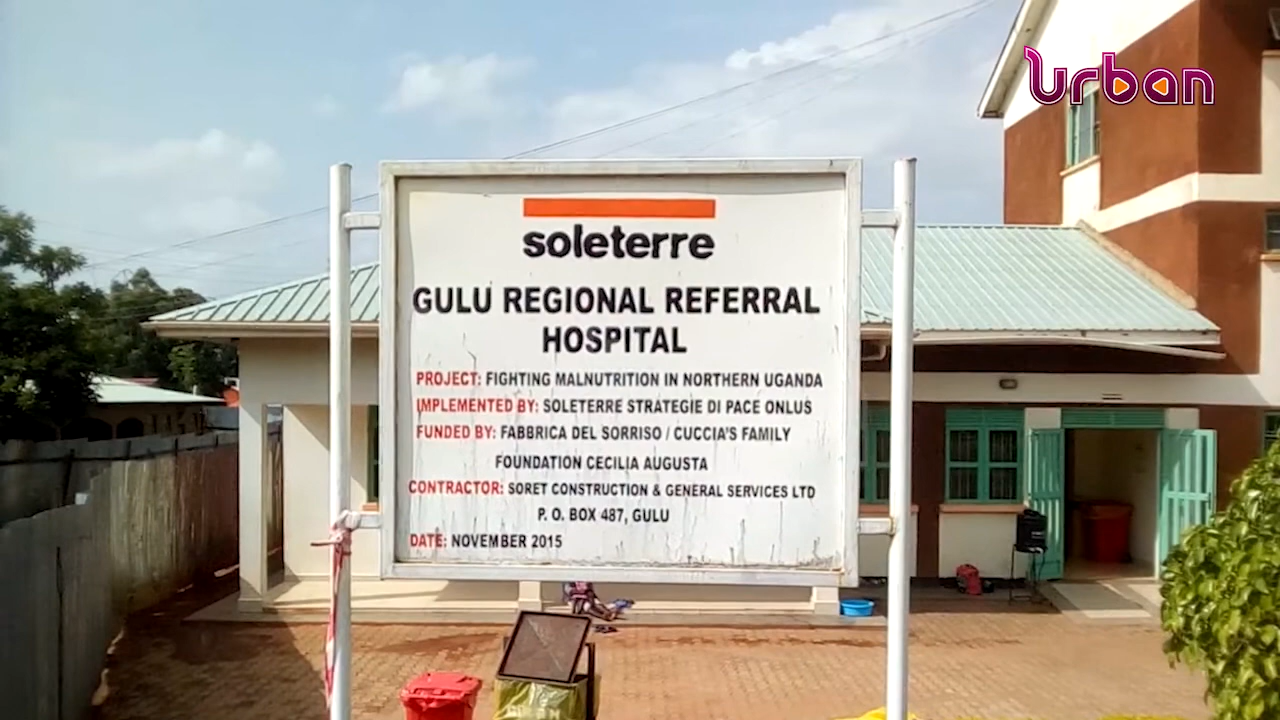 urban
soleterre
GULU REGIONAL REFERRAL
HOSPITAL
PROJECT: FIGHTING MALNUTRITION IN NORTHERN UGANDA
IMPLEMENTED BY: SOLETERRE STRATEGIE DI PACE ONLUS
FUNDED BY: FABBRICA DEL SORRISO / CUCCIA'S FAMILY
FOUNDATION CECILIA AUGUSTA
CONTRACTOR: SORET CONSTRUCTION & GENERAL SERVICES LTD
P. O. BOX 487, GULU
DATE: NOVEMBER 2015